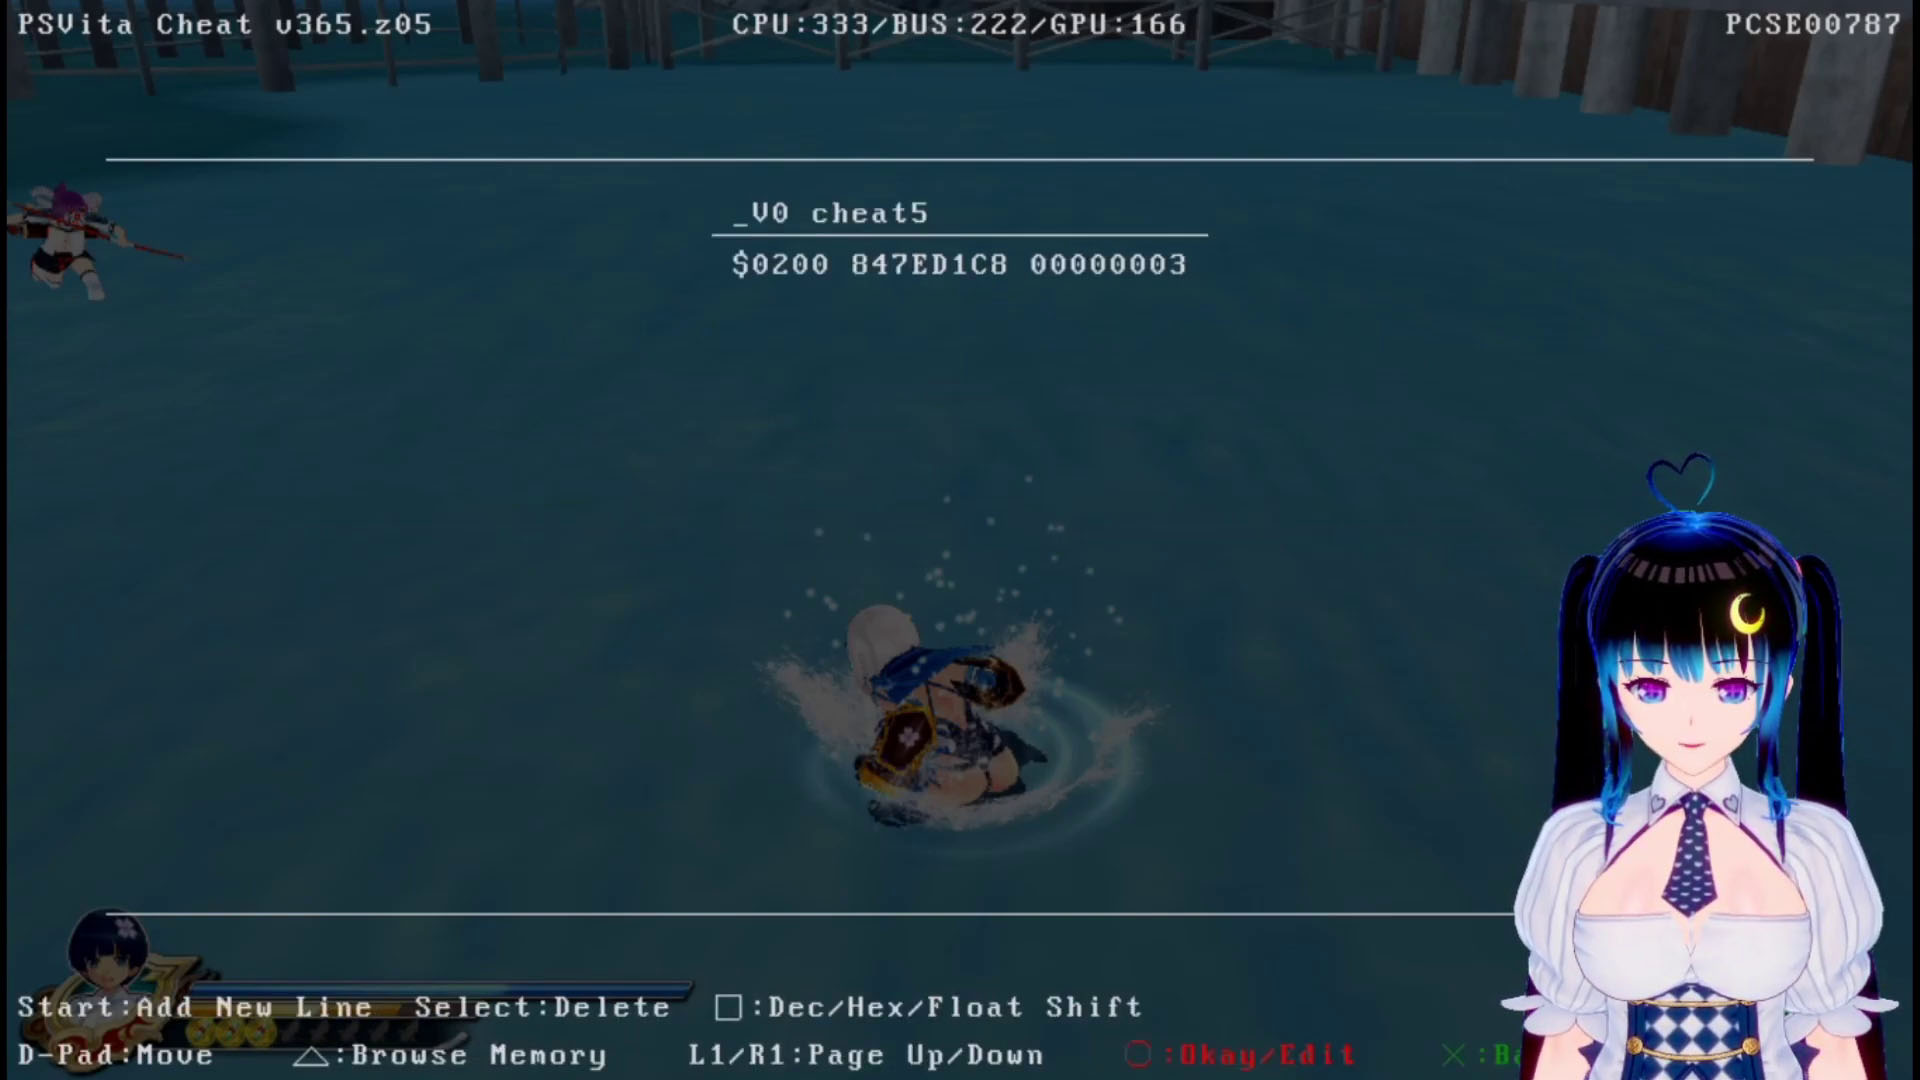 PSVita Cheat v365.z05
CPU:333/BUS:222/GPU:166
PCSE00787
_V0 cheat5
$0200 847ED1C8 00000003
Start:Add New Line Select:Delete □:Dec/Hex/Float Shift
D-Pad:Move △:Browse Memory L1/R1:Page Up/Down ○:Okay/Edit ×:Ba